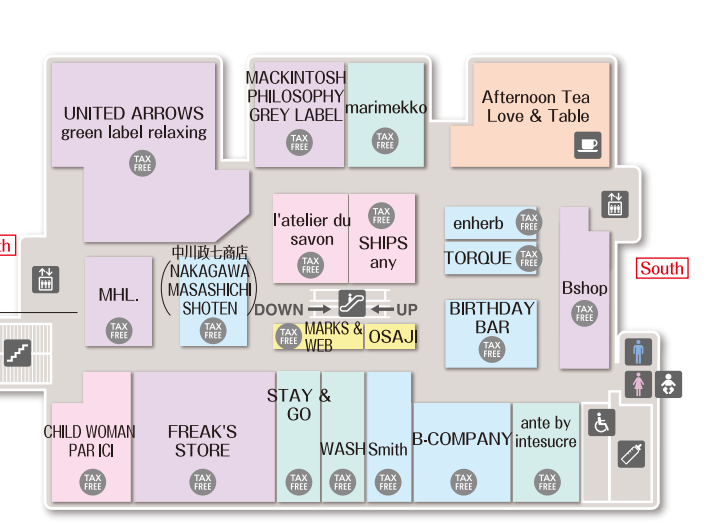 UNITED ARROWS
green label relaxing
TAX
FREE
MACKINTOSH
PHILOSOPHY
GREY LABEL
TAX
FREE
marimekko
TAX
FREE
Afternoon Tea
Love & Table
l'atelier du
savon
TAX
FREE
TAX
FREE
SHIPS
any
enherb
TAX
FREE
TORQUE
TAX
FREE
Bshop
TAX
FREE
South
th
MHL.
TAX
FREE
中川政七商店
(NAKAGAWA
MASASHICHI
SHOTEN)
TAX
FREE
DOWN
UP
TAX
FREE
MARKS &
WEB
OSAJI
BIRTHDAY
BAR
TAX
FREE
CHILD WOMAN
PAR ICI
TAX
FREE
FREAK'S
STORE
TAX
FREE
STAY &
GO
TAX
FREE
WASH
TAX
FREE
Smith
TAX
FREE
B-COMPANY
TAX
FREE
ante by
intesucre
TAX
FREE